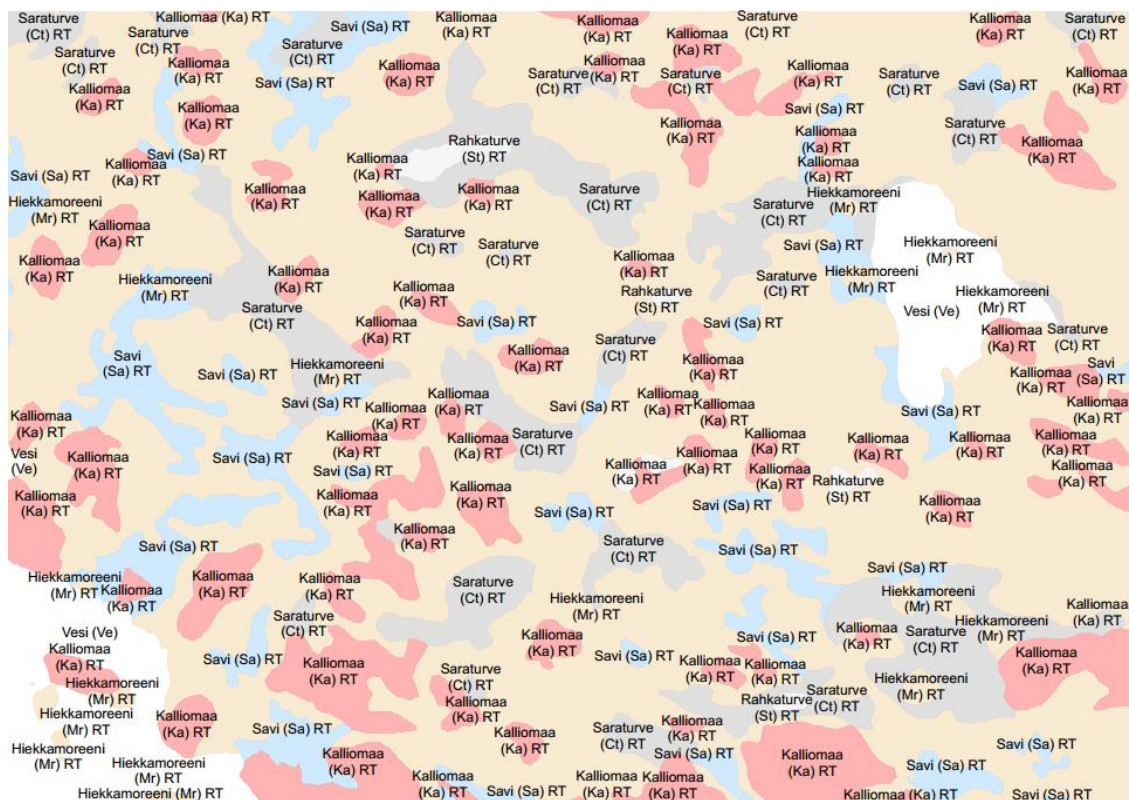 Saraturve
(Ct) RT
Kalliomaa (Ka) RT
Saraturve
(Ct) RT
Savi (Sa) RT
Kalliomaa
(Ka) RT
Saraturve
(Ct) RT
Kalliomaa
(Ka) RT
Saraturve
(Ct) RT
Kalliomaa
(Ka) RT
Saraturve
(Ct) RT
Saraturve
(Ct) RT
Kalliomaa
(Ka) RT
Kalliomaa
(Ka) RT
Savi (Sa) RT
Kalliomaa
(Ka) RT
Saraturve
(Ct) RT
Kalliomaa
(Ka) RT
Saraturve
(Ct) RT
Kalliomaa
(Ka) RT
Saraturve
(Ct) RT
Savi (Sa) RT
Kalliomaa
(Ka) RT
Kalliomaa
(Ka) RT
Kalliomaa
(Ka) RT
Savi (Sa) RT
Kalliomaa
(Ka) RT
Kalliomaa
(Ka) RT
Saraturve
(Ct) RT
Kalliomaa
(Ka) RT
Rahkaturve
(St) RT
Savi (Sa) RT
Kalliomaa
(Ka) RT
Kalliomaa
(Ka) RT
Kalliomaa
(Ka) RT
Savi (Sa) RT
Kalliomaa
(Ka) RT
Kalliomaa
(Ka) RT
Kalliomaa
(Ka) RT
Saraturve
(Ct) RT
Hiekkamoreeni
(Mr) RT
Hiekkamoreeni
(Mr) RT
Saraturve
(Ct) RT
Kalliomaa
(Ka) RT
Saraturve
(Ct) RT
Saraturve
(Ct) RT
Savi (Sa) RT
Hiekkamoreeni
(Mr) RT
Kalliomaa
(Ka) RT
Kalliomaa
(Ka) RT
Kalliomaa
(Ka) RT
Hiekkamoreeni
(Mr) RT
Hiekkamoreeni
(Mr) RT
Saraturve
(Ct) RT
Kalliomaa
(Ka) RT
Rahkaturve
(St) RT
Hiekkamoreeni
(Mr) RT
Saraturve
(Ct) RT
Vesi (Ve)
Kalliomaa
(Ka) RT
Savi (Sa) RT
Savi (Sa) RT
Kalliomaa
(Ka) RT
Saraturve
(Ct) RT
Saraturve
(Ct) RT
Kalliomaa
(Ka) RT
Savi
(Sa) RT
Savi (Sa) RT
Hiekkamoreeni
(Mr) RT
Kalliomaa
(Ka) RT
Kalliomaa
(Ka) RT
Savi
(Sa) RT
Savi (Sa) RT
Kalliomaa
(Ka) RT
Savi (Sa) RT
Kalliomaa
(Ka) RT
Kalliomaa
(Ka) RT
Savi (Sa) RT
Kalliomaa
(Ka) RT
Kalliomaa
(Ka) RT
Kalliomaa
(Ka) RT
Kalliomaa
(Ka) RT
Kalliomaa
(Ka) RT
Saraturve
(Ct) RT
Kalliomaa
(Ka) RT
Kalliomaa
(Ka) RT
Kalliomaa
(Ka) RT
Kalliomaa
(Ka) RT
Vesi
(Ve)
Kalliomaa
(Ka) RT
Savi (Sa) RT
Savi (Sa) RT
Kalliomaa
(Ka) RT
Kalliomaa
(Ka) RT
Kalliomaa
(Ka) RT
Rahkaturve
(St) RT
Kalliomaa
(Ka) RT
Kalliomaa
(Ka) RT
Kalliomaa
(Ka) RT
Kalliomaa
(Ka) RT
Savi (Sa) RT
Savi (Sa) RT
Kalliomaa
(Ka) RT
Kalliomaa
(Ka) RT
Savi (Sa) RT
Saraturve
(Ct) RT
Savi (Sa) RT
Savi (Sa) RT
Hiekkamoreeni
(Mr) RT
Kalliomaa
(Ka) RT
Kalliomaa
(Ka) RT
Kalliomaa
(Ka) RT
Saraturve
(Ct) RT
Hiekkamoreeni
(Mr) RT
Hiekkamoreeni
(Mr) RT
Kalliomaa
(Ka) RT
Vesi (Ve)
Saraturve
(Ct) RT
Hiekkamoreeni
(Mr) RT
Kalliomaa
(Ka) RT
Savi (Sa) RT
Kalliomaa
(Ka) RT
Saraturve
(Ct) RT
Kalliomaa
(Ka) RT
Savi (Sa) RT
Kalliomaa
(Ka) RT
Savi (Sa) RT
Kalliomaa
(Ka) RT
Kalliomaa
(Ka) RT
Kalliomaa
(Ka) RT
Hiekkamoreeni
(Mr) RT
Saraturve
(Ct) RT
Hiekkamoreeni
(Mr) RT
Saraturve
(Ct) RT
Rahkaturve
(St) RT
Hiekkamoreeni
(Mr) RT
Kalliomaa
(Ka) RT
Savi (Sa) RT
Kalliomaa
(Ka) RT
Kalliomaa
(Ka) RT
Saraturve
(Ct) RT
Kalliomaa
(Ka) RT
Hiekkamoreeni
(Mr) RT
Hiekkamoreeni
(Mr) RT
Kalliomaa
(Ka) RT
Savi (Sa) RT
Kalliomaa
(Ka) RT
Savi (Sa) RT
Savi (Sa) RT
Hiekkamoreeni (Mr) RT
Kalliomaa
(Ka) RT
Savi (Sa) RT
Kalliomaa
(Ka) RT
Kalliomaa
(Ka) RT
Kalliomaa (Ka) RT
Savi (Sa) RT